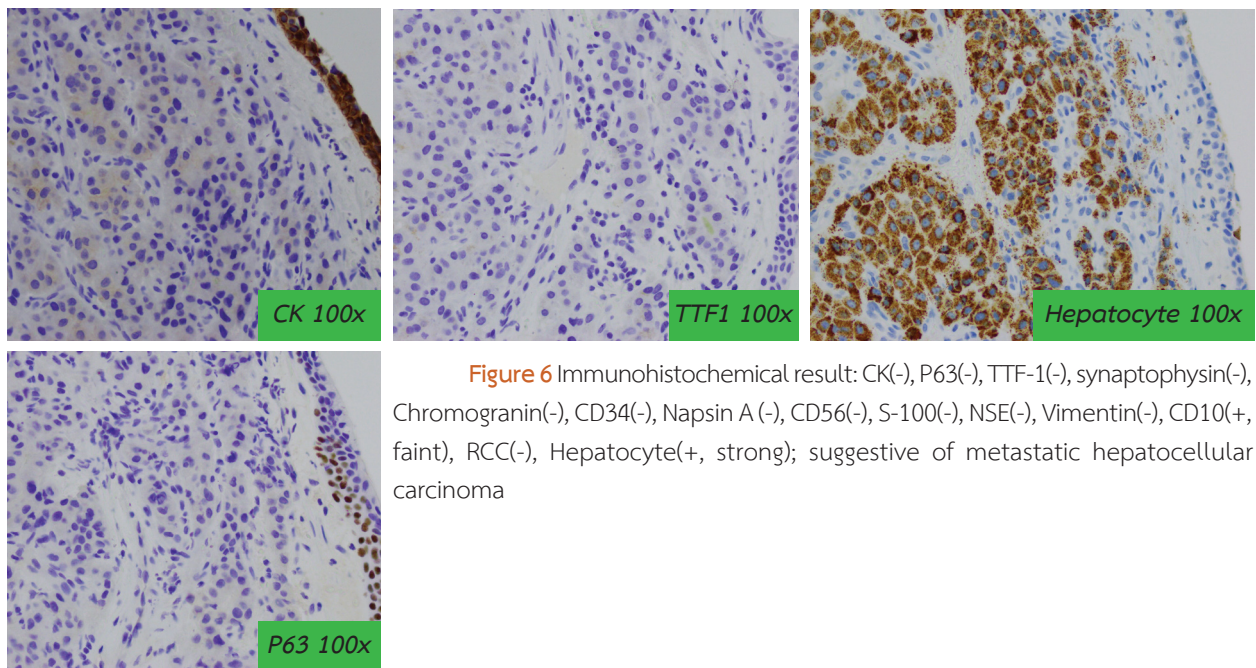 CK 100x
TTF1 100x
Hepatocyte 100x
Figure 6 Immunohistochemical result: CK(-), P63(-), TTF-1(-), synaptophysin(-),
Chromogranin(-), CD34(-), Napsin A (-), CD56(-), S-100(-), NSE(-), Vimentin(-), CD10(+,
faint), RCC(-), Hepatocyte(+, strong); suggestive of metastatic hepatocellular
carcinoma
P63 100x